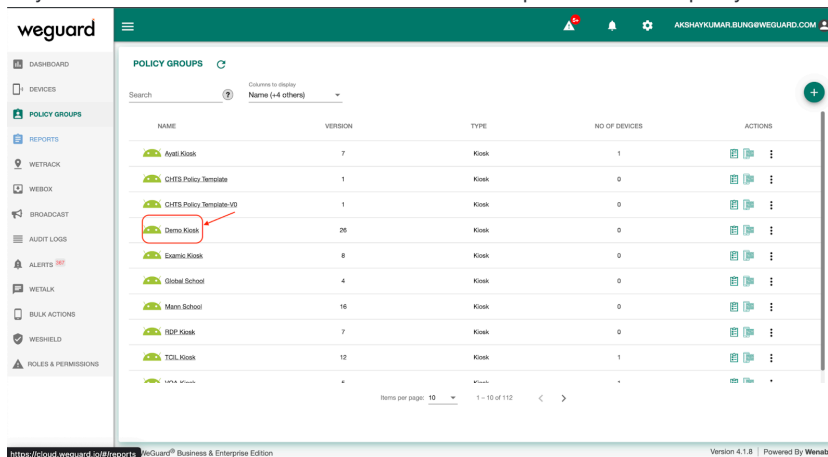 weguard
5+
AKSHAYKUMAR.BUNG@WEGUARD.COM
DASHBOARD
DEVICES
POLICY GROUPS
REPORTS
WETRACK
WEBOX
BROADCAST
AUDIT LOGS
ALERTS 367
WETALK
BULK ACTIONS
WESHIELD
ROLES & PERMISSIONS
POLICY GROUPS
Columns to display
Search ? Name (+4 others)
+
NAME VERSION TYPE NO OF DEVICES ACTIONS
Ayati Kiosk 7 Kiosk 1
CHTS Policy Template 1 Kiosk 0
CHTS Policy Template-V0 1 Kiosk 0
Demo Kiosk 26 Kiosk 0
Examic Kiosk 8 Kiosk 0
Global School 4 Kiosk 0
Mann School 16 Kiosk 0
RDP Kiosk 7 Kiosk 0
TCIL Kiosk 12 Kiosk 1
Items per page: 10 1 – 10 of 112
https://cloud.weguard.io/#/reports WeGuard® Business & Enterprise Edition Version 4.1.8 | Powered By Wenab